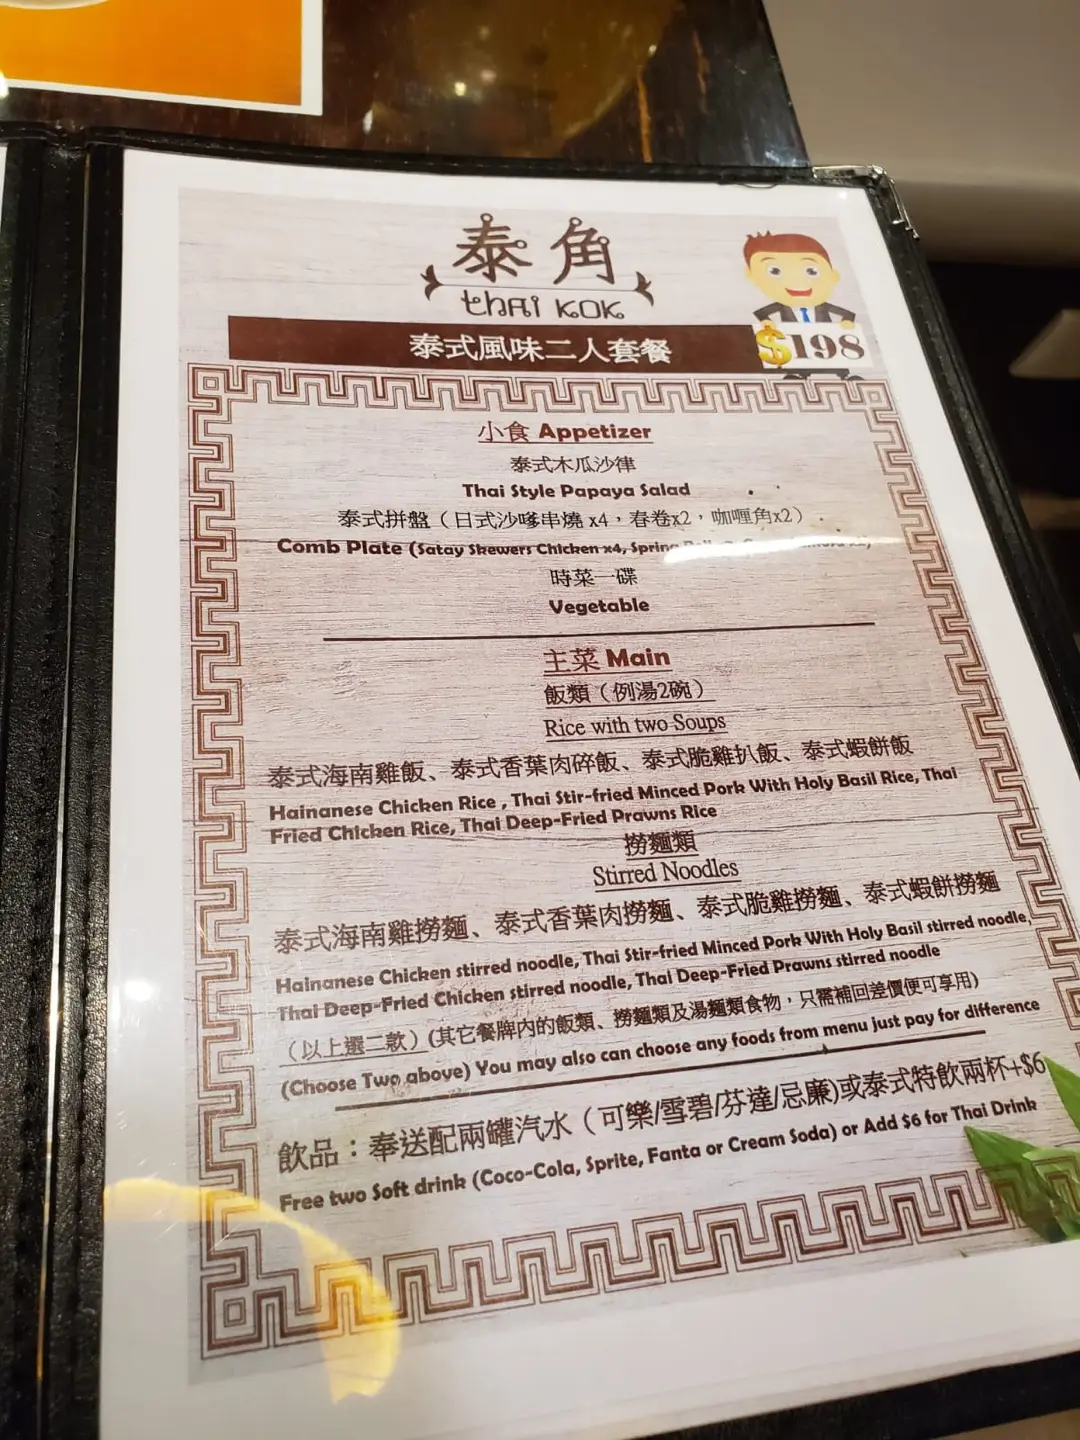 泰角
thai kok
泰式風味二人套餐
$198
小食 Appetizer
泰式木瓜沙律
Thai Style Papaya Salad
泰式拼盤（日式沙嗲串燒 x4，春卷x2，咖喱角x2）
Comb Plate (Satay Skewers Chicken x4, Spring
時菜一碟
Vegetable
主菜 Main
飯類（例湯2碗）
Rice with two Soups
泰式海南雞飯、泰式香葉肉碎飯、泰式脆雞扒飯、泰式蝦餅飯
Hainanese Chicken Rice , Thai Stir-fried Minced Pork With Holy Basil Rice, Thai
Fried Chicken Rice, Thai Deep-Fried Prawns Rice
撈麵類
Stirred Noodles
泰式海南雞撈麵、泰式香葉肉撈麵、泰式脆雞撈麵、泰式蝦餅撈麵
Hainanese Chicken stirred noodle, Thai Stir-fried Minced Pork With Holy Basil stirred noodle,
Thai Deep-Fried Chicken stirred noodle, Thai Deep-Fried Prawns stirred noodle
（以上選二款）(其它餐牌內的飯類、撈麵類及湯麵類食物，只需補回差價便可享用)
(Choose Two above) You may also can choose any foods from menu just pay for difference
飲品：奉送配兩罐汽水（可樂/雪碧/芬達/忌廉)或泰式特飲兩杯+$6
Free two Soft drink (Coco-Cola, Sprite, Fanta or Cream Soda) or Add $6 for Thai Drink